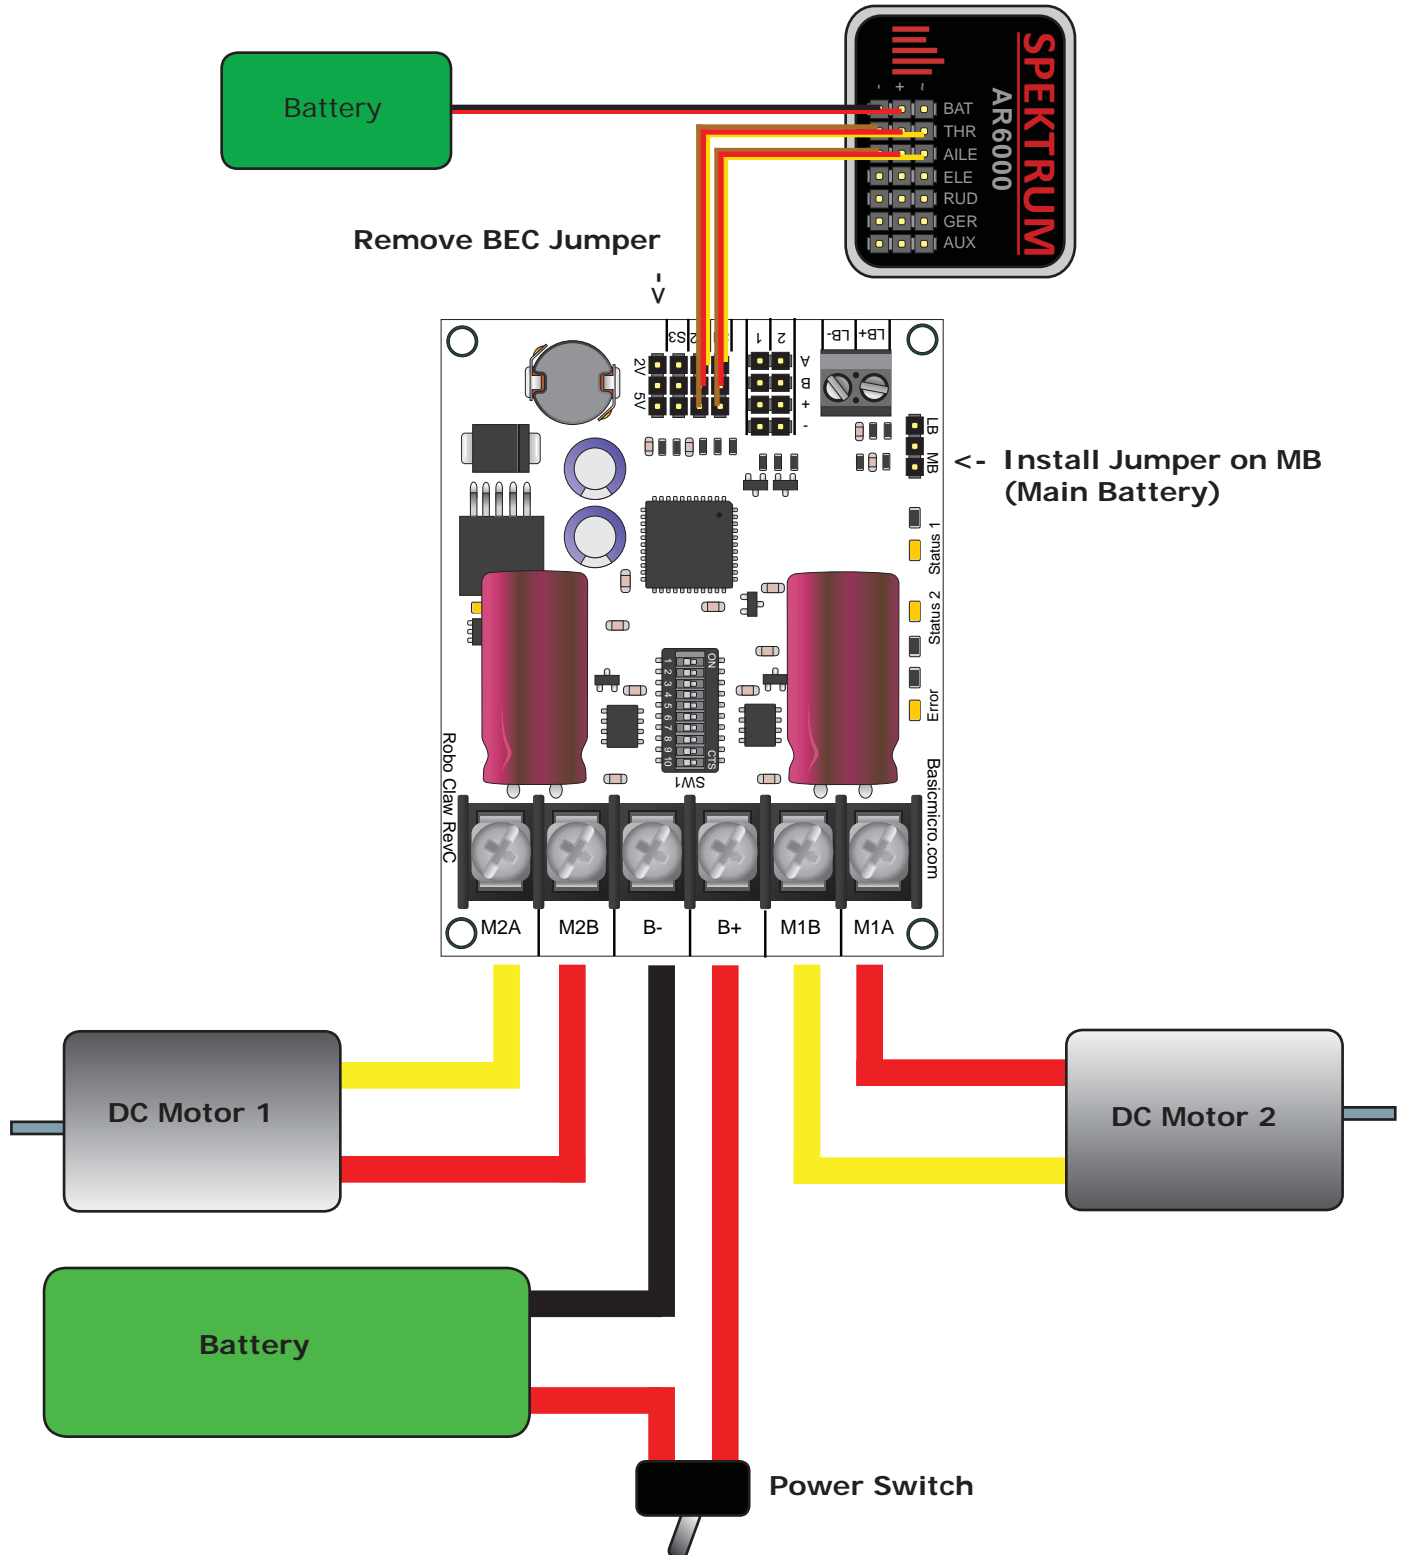 Battery
SPEKTRUM
AR6000
- + ~
BAT
THR
AILE
ELE
RUD
GER
AUX
Remove BEC Jumper
-
V
S3
2V
5V
1
2
A
B
+
-
LB-
LB+
LB
MB
<- Install Jumper on MB
(Main Battery)
Status 1
Status 2
Error
ON
1
2
3
4
5
6
7
8
9
10
CTS
SW1
Robo Claw RevC
Basicmicro.com
M2A
M2B
B-
B+
M1B
M1A
DC Motor 1
DC Motor 2
Battery
Power Switch